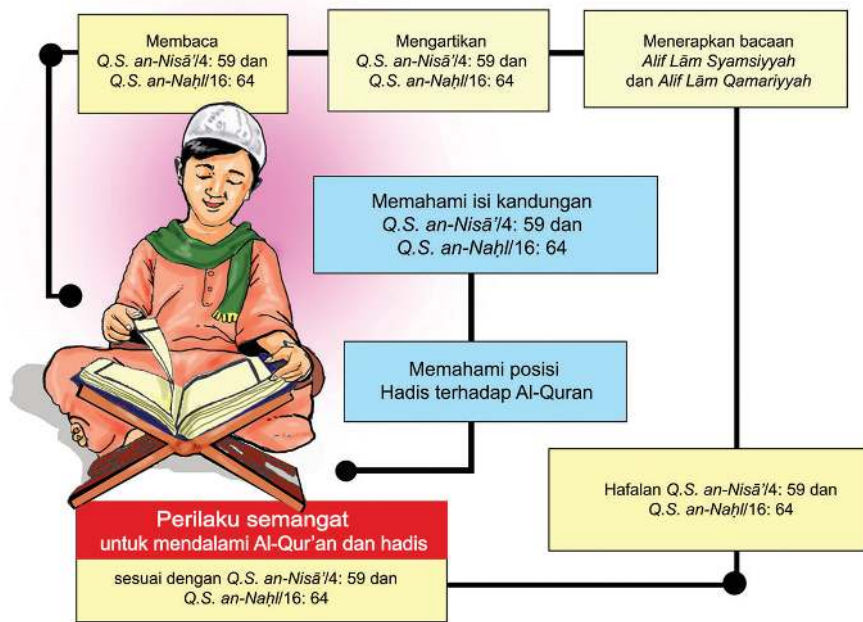 Membaca
Q.S. an-Nisā'/4: 59 dan
Q.S. an-Naḥl/16: 64
Mengartikan
Q.S. an-Nisā'/4: 59 dan
Q.S. an-Naḥl/16: 64
Menerapkan bacaan
Alif Lām Syamsiyyah
dan Alif Lām Qamariyyah
Memahami isi kandungan
Q.S. an-Nisā'/4: 59 dan
Q.S. an-Naḥl/16: 64
Memahami posisi
Hadis terhadap Al-Quran
Hafalan Q.S. an-Nisā'/4: 59 dan
Q.S. an-Naḥl/16: 64
Perilaku semangat
untuk mendalami Al-Qur'an dan hadis
sesuai dengan Q.S. an-Nisā'/4: 59 dan
Q.S. an-Naḥl/16: 64